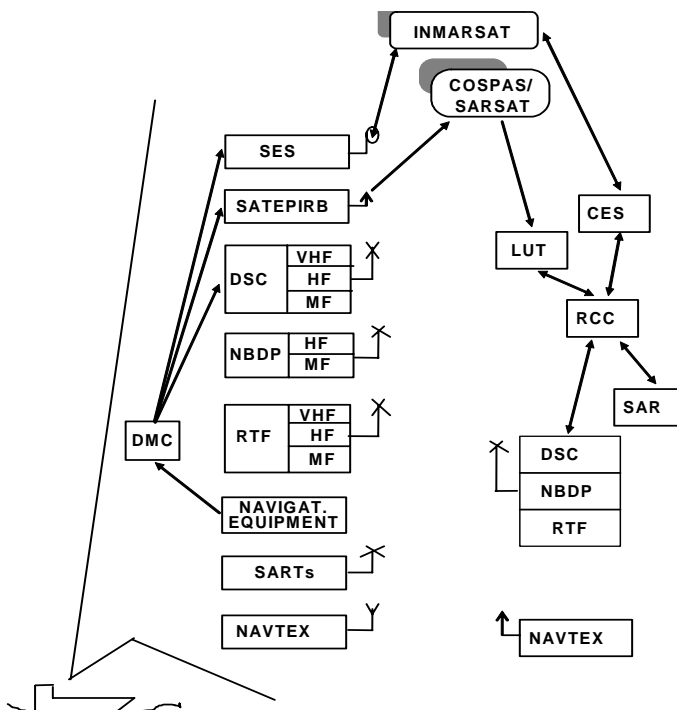 INMARSAT
COSPAS/
SARSAT
SES
SATEPIRB
CES
LUT
DSC
VHF
HF
MF
RCC
NBDP
HF
MF
SAR
DMC
RTF
VHF
HF
MF
DSC
NBDP
RTF
NAVIGAT.
EQUIPMENT
SARTs
NAVTEX
NAVTEX